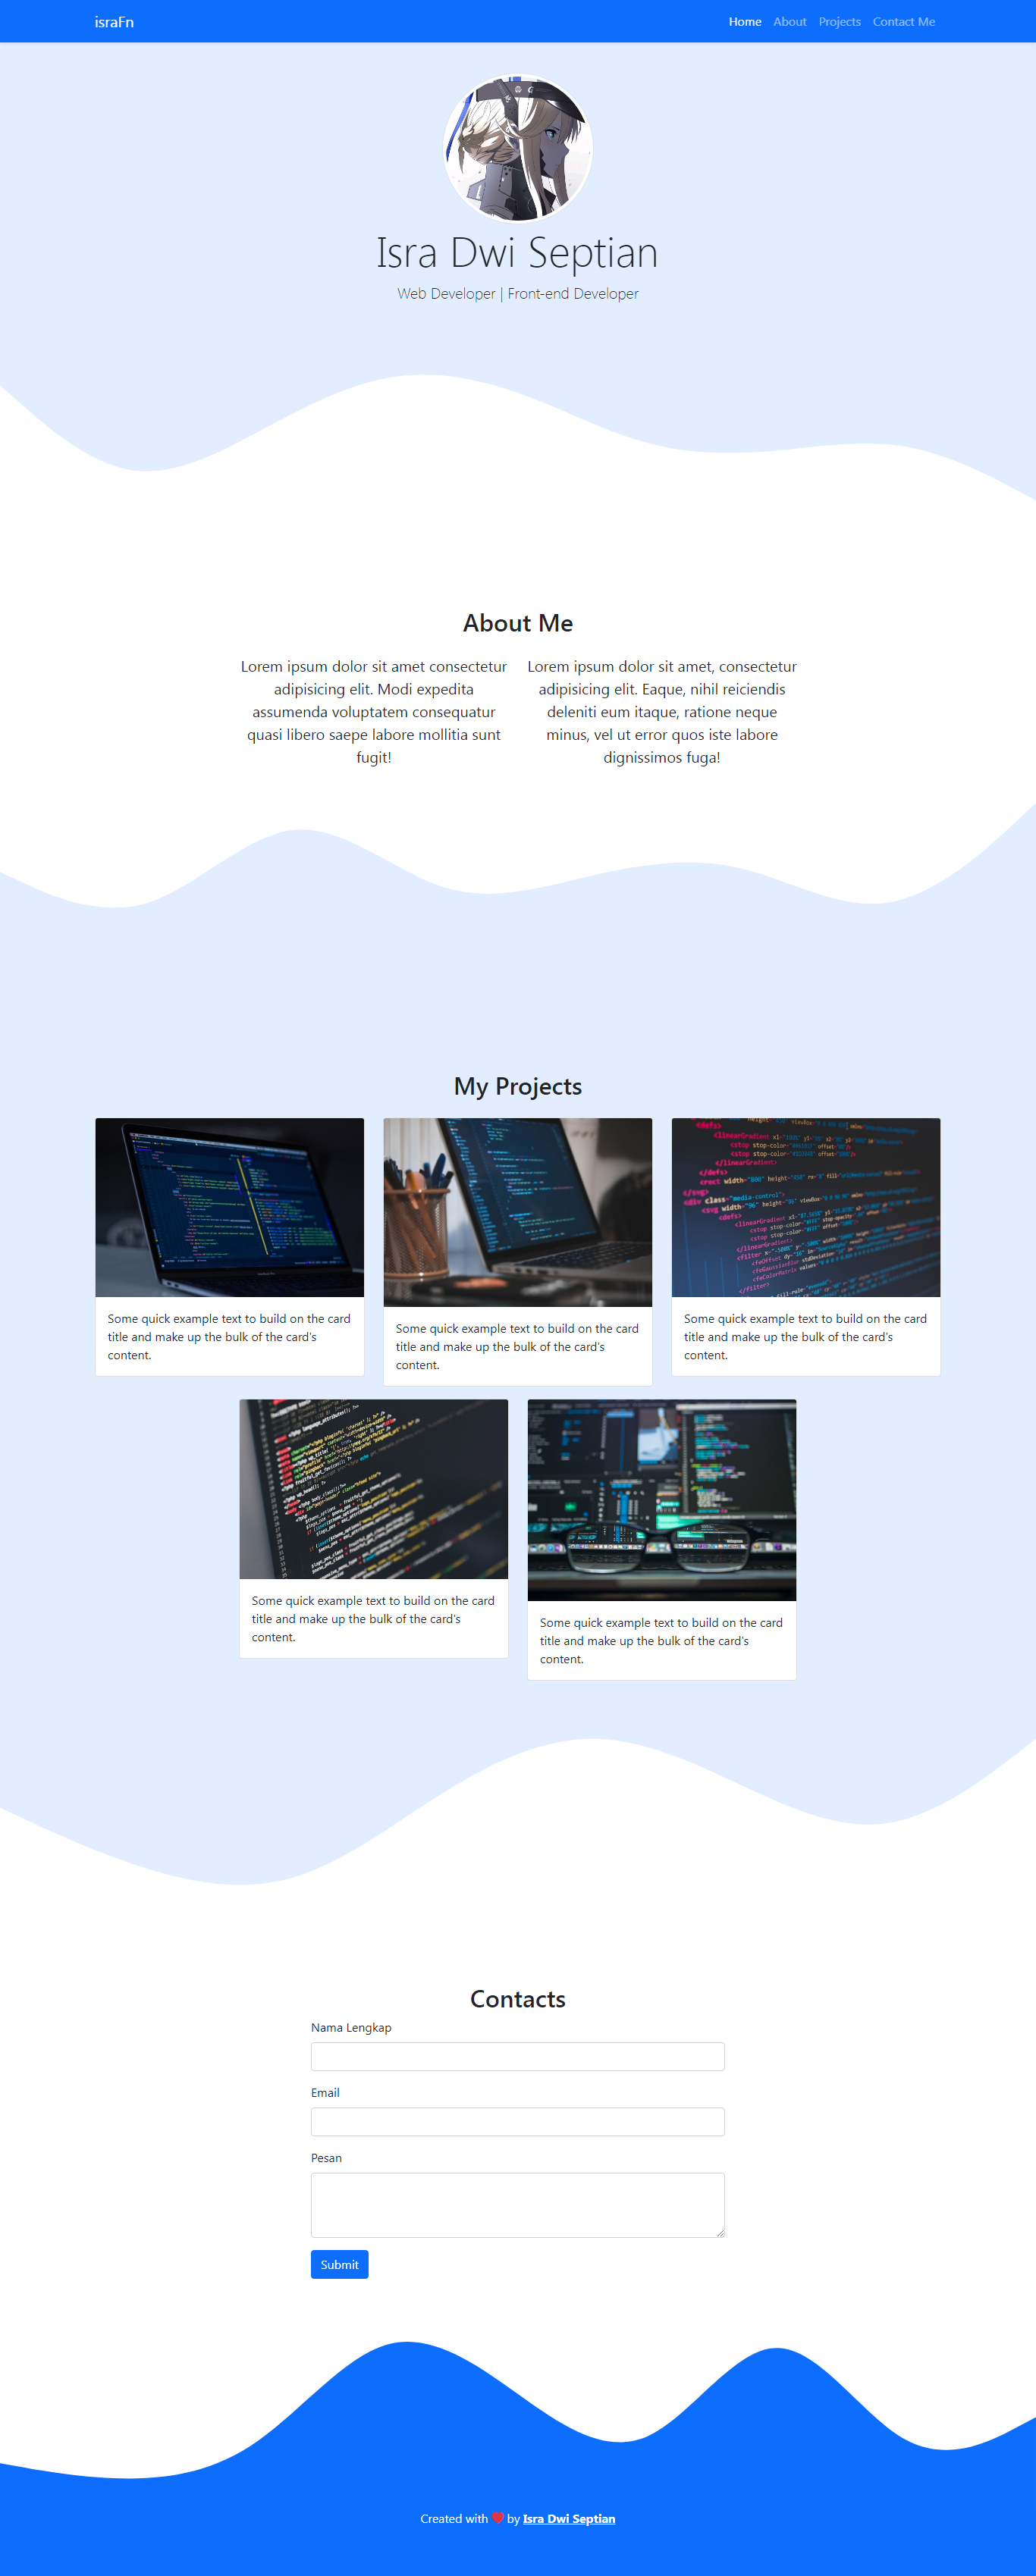 israFn
Home About Projects Contact Me
Isra Dwi Septian
Web Developer | Front-end Developer
About Me
Lorem ipsum dolor sit amet consectetur
adipisicing elit. Modi expedita
assumenda voluptatem consequatur
quasi libero saepe labore mollitia sunt
fugit!
Lorem ipsum dolor sit amet, consectetur
adipisicing elit. Eaque, nihil reiciendis
deleniti eum itaque, ratione neque
minus, vel ut error quos iste labore
dignissimos fuga!
My Projects
Some quick example text to build on the card
title and make up the bulk of the card's
content.
Some quick example text to build on the card
title and make up the bulk of the card's
content.
Some quick example text to build on the card
title and make up the bulk of the card's
content.
Some quick example text to build on the card
title and make up the bulk of the card's
content.
Some quick example text to build on the card
title and make up the bulk of the card's
content.
Contacts
Nama Lengkap
Email
Pesan
Submit
Created with ❤️ by Isra Dwi Septian